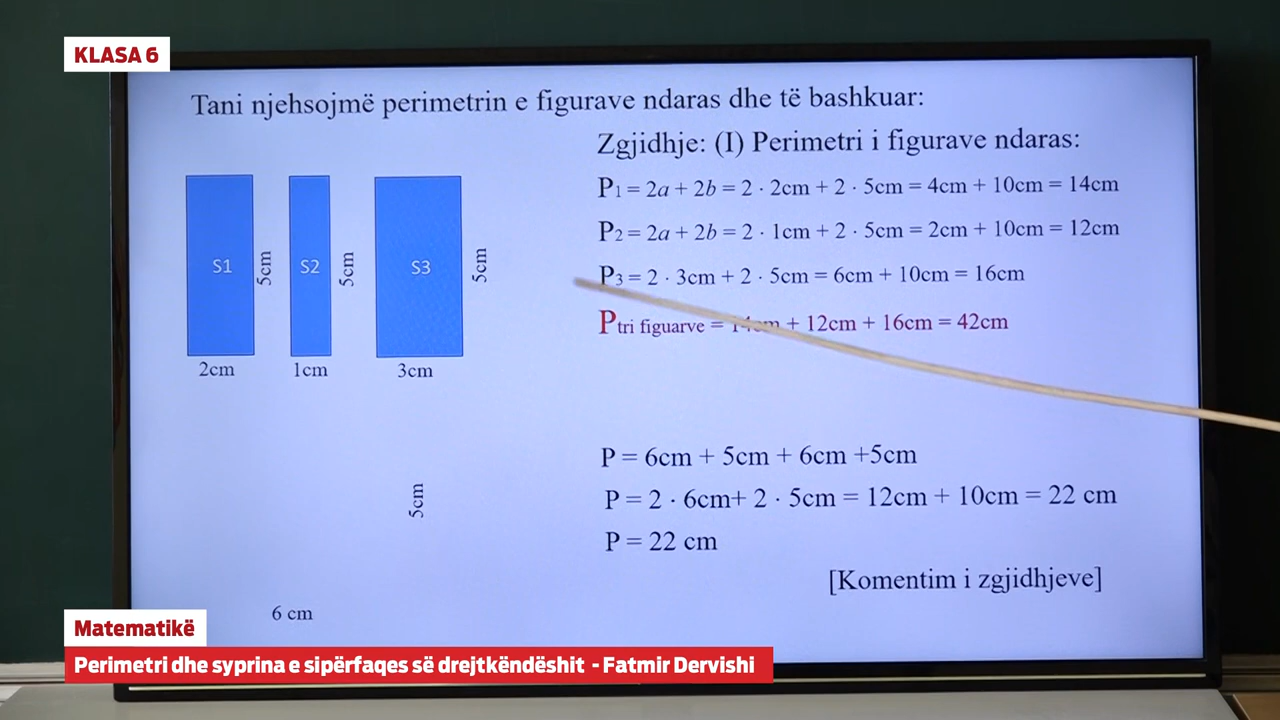 KLASA 6
Tani njehsojmë perimetrin e figurave ndaras dhe të bashkuar:
Zgjidhje: (I) Perimetri i figurave ndaras:
P1 = 2a + 2b = 2 · 2cm + 2 · 5cm = 4cm + 10cm = 14cm
P2 = 2a + 2b = 2 · 1cm + 2 · 5cm = 2cm + 10cm = 12cm
P3 = 2 · 3cm + 2 · 5cm = 6cm + 10cm = 16cm
Ptri figuarve = 14cm + 12cm + 16cm = 42cm
S1
5cm
S2
5cm
S3
5cm
2cm
1cm
3cm
P = 6cm + 5cm + 6cm +5cm
P = 2 · 6cm+ 2 · 5cm = 12cm + 10cm = 22 cm
P = 22 cm
[Komentim i zgjidhjeve]
5cm
6 cm
Matematikë
Perimetri dhe syprina e sipërfaqes së drejtkëndëshit - Fatmir Dervishi